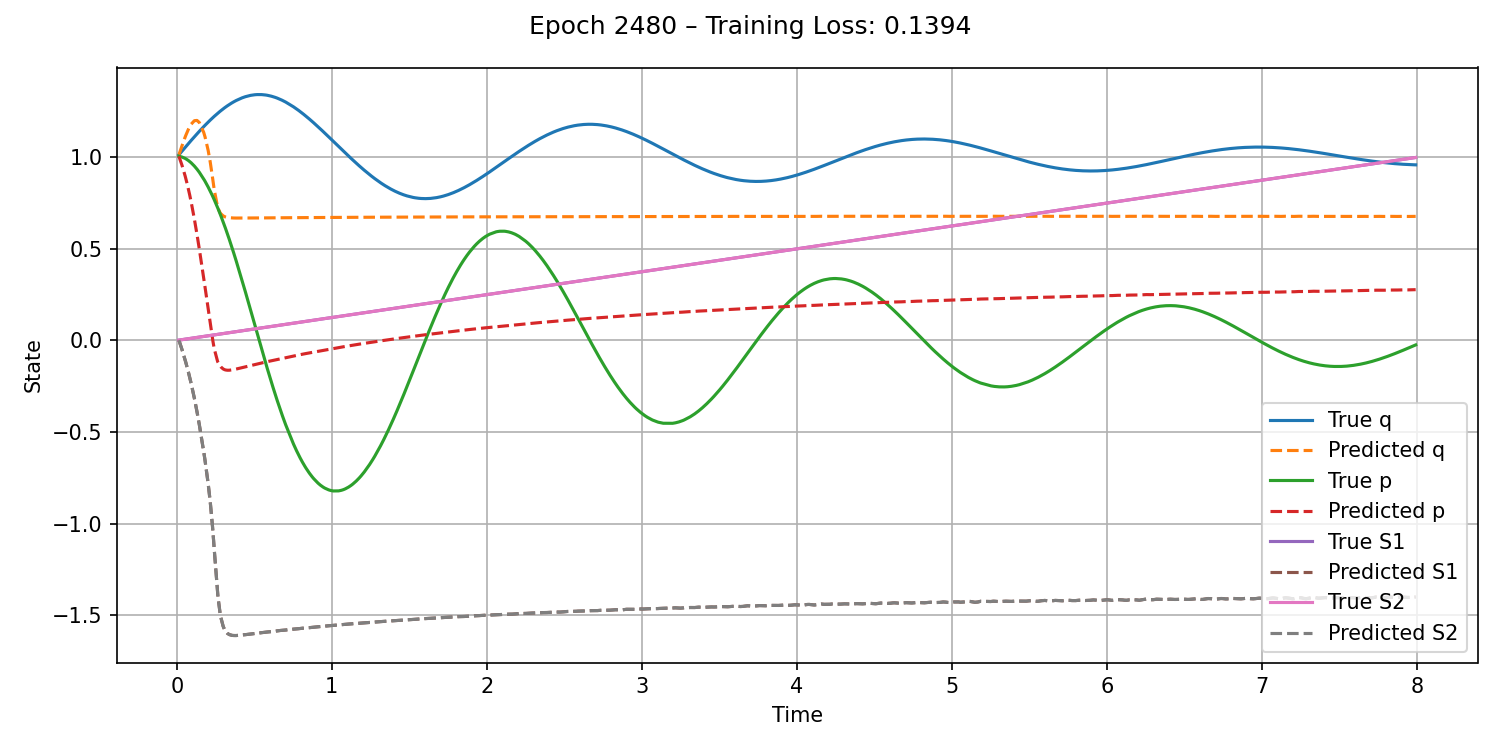 Epoch 2480 – Training Loss: 0.1394
1.0
0.5
0.0
−0.5
−1.0
−1.5
State
0 1 2 3 4 5 6 7 8
Time
True q
Predicted q
True p
Predicted p
True S1
Predicted S1
True S2
Predicted S2